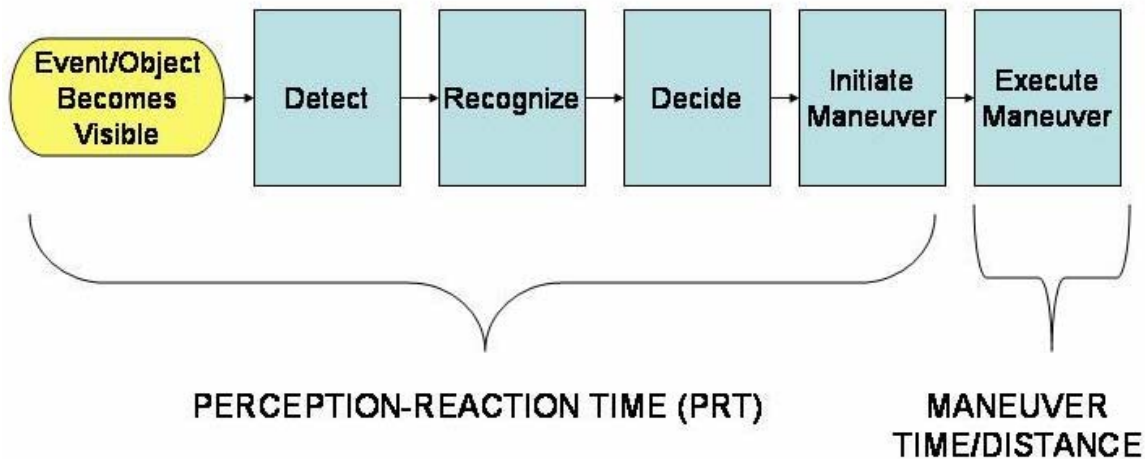 Event/Object
Becomes
Visible
Detect
Recognize
Decide
Initiate
Maneuver
Execute
Maneuver
PERCEPTION-REACTION TIME (PRT)
MANEUVER
TIME/DISTANCE